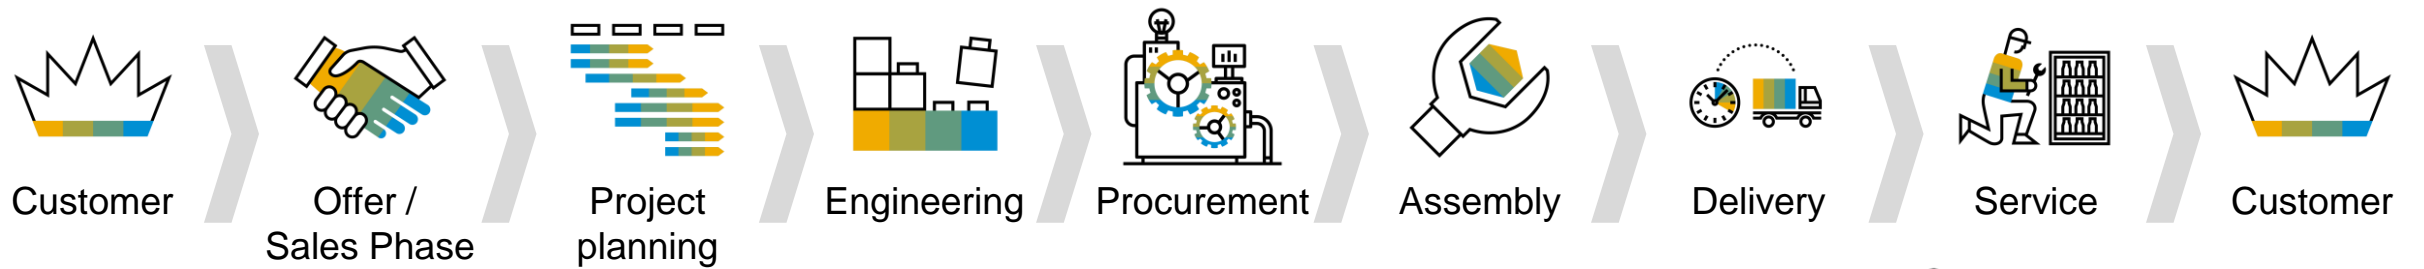 Customer
Offer /
Sales Phase
Project
planning
Engineering
Procurement
Assembly
Delivery
Service
Customer